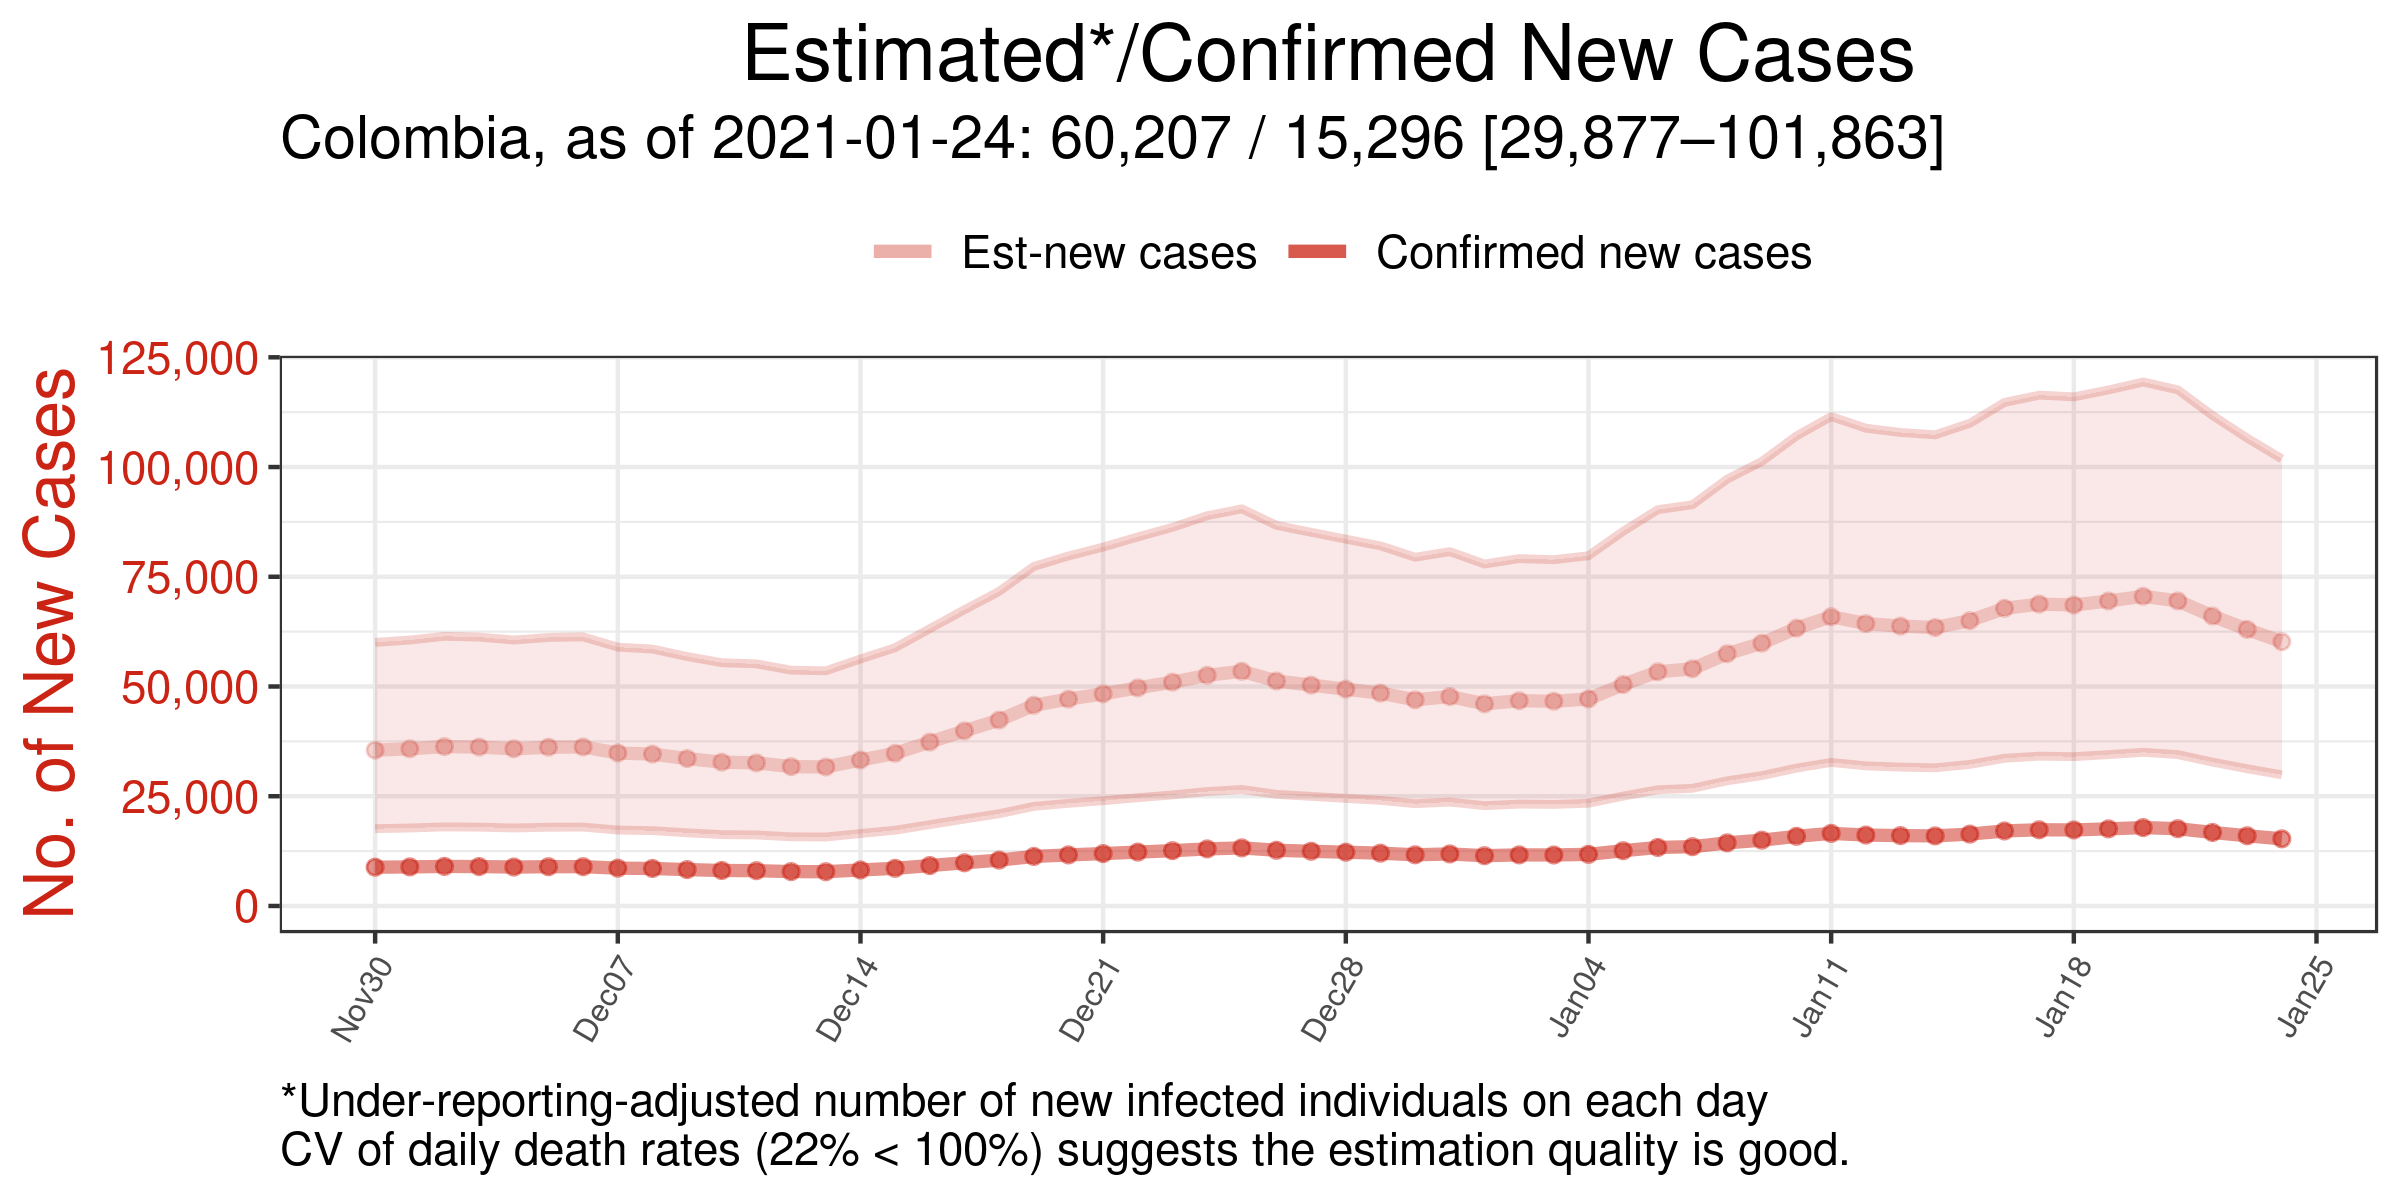 Estimated*/Confirmed New Cases
Colombia, as of 2021-01-24: 60,207 / 15,296 [29,877–101,863]
Est-new cases Confirmed new cases
No. of New Cases
125,000
100,000
75,000
50,000
25,000
0
Nov30 Dec07 Dec14 Dec21 Dec28 Jan04 Jan11 Jan18 Jan25
*Under-reporting-adjusted number of new infected individuals on each day
CV of daily death rates (22% < 100%) suggests the estimation quality is good.